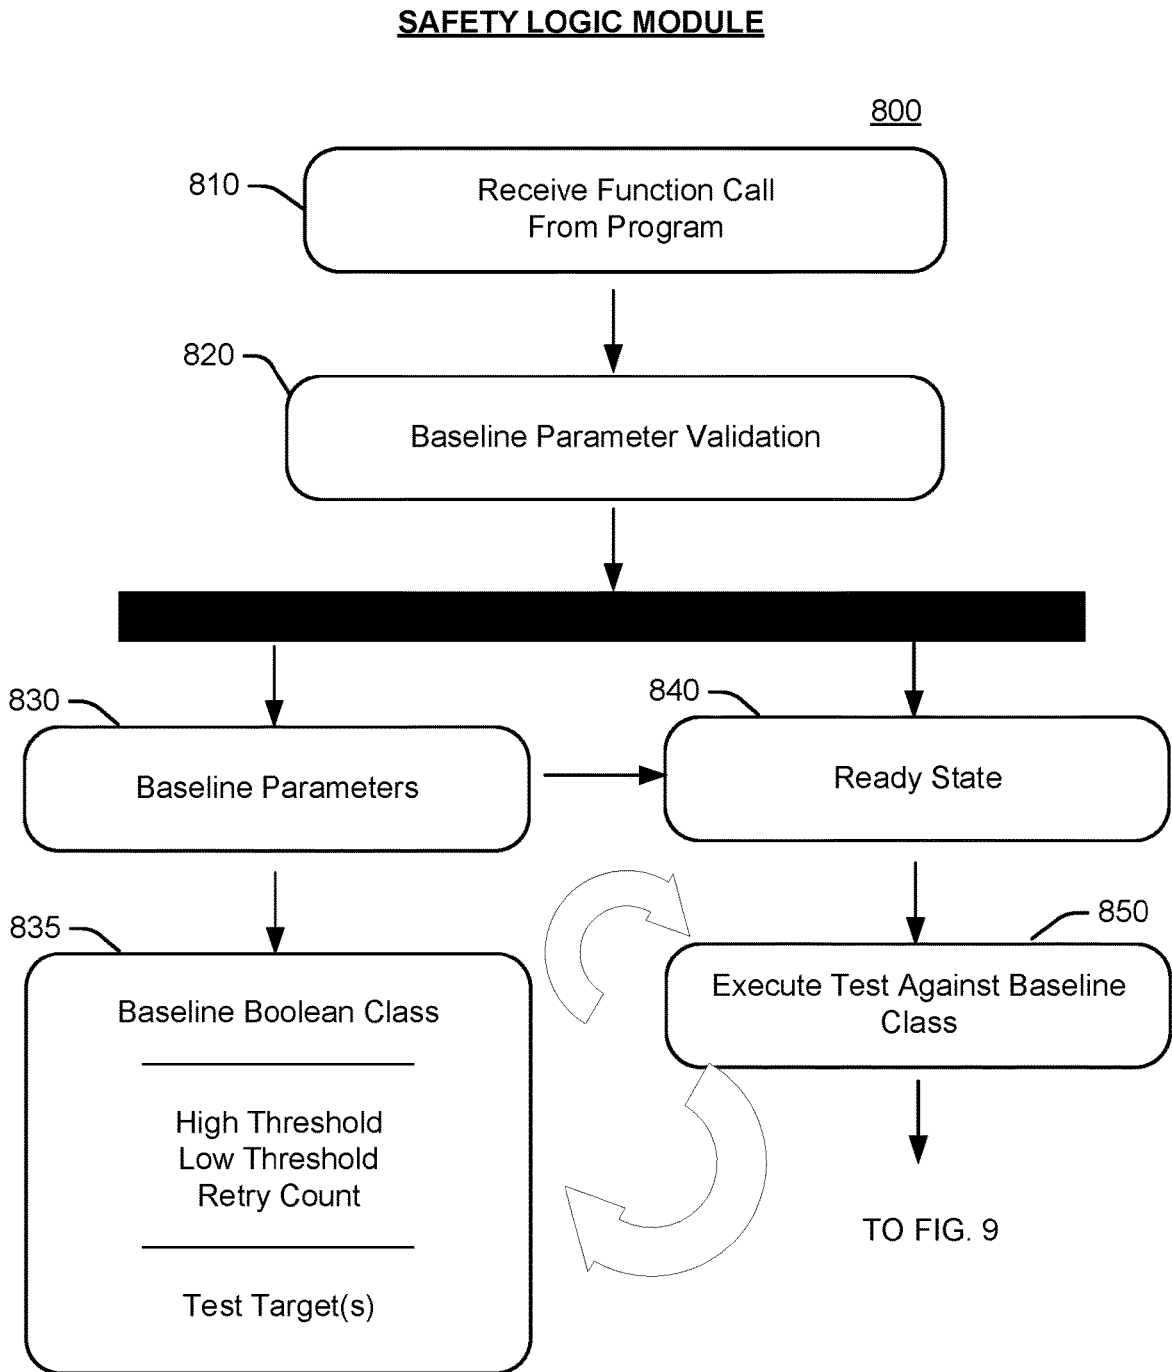 SAFETY LOGIC MODULE
800
810
Receive Function Call
From Program
820
Baseline Parameter Validation
830
Baseline Parameters
840
Ready State
835
Baseline Boolean Class
High Threshold
Low Threshold
Retry Count
Test Target(s)
850
Execute Test Against Baseline
Class
TO FIG. 9